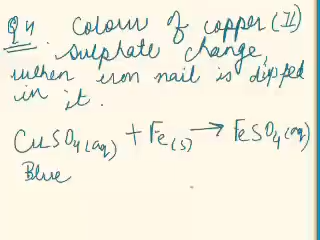 Q 4 Colour of copper (II)
sulphate change
when iron nail is dipped
in it.
CuSO4(aq) + Fe(s) → FeSO4(aq)
Blue